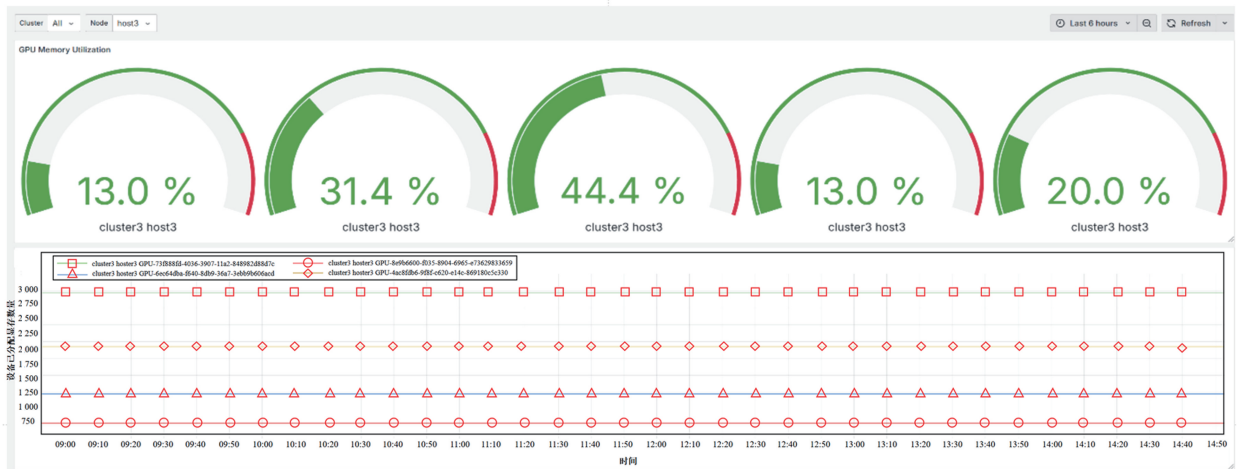 Cluster All Node host3 Last 6 hours Refresh
GPU Memory Utilization
13.0 % 31.4 % 44.4 % 13.0 % 20.0 %
cluster3 host3 cluster3 host3 cluster3 host3 cluster3 host3 cluster3 host3
cluster3 hoster3 GPU-73f888fd-4036-3907-11a2-848982d88d7c cluster3 hoster3 GPU-8e9b6600-f035-8904-6965-e73629833659
cluster3 hoster3 GPU-6ec64dba-f640-8db9-36a7-3ebb9b606acd cluster3 hoster3 GPU-4ac8fdb6-9f8f-c620-e14c-869180c5c330
设备已分配显存数量
3 000
2 750
2 500
2 250
2 000
1 750
1 500
1 250
1 000
750
09:00 09:10 09:20 09:30 09:40 09:50 10:00 10:10 10:20 10:30 10:40 10:50 11:00 11:10 11:20 11:30 11:40 11:50 12:00 12:10 12:20 12:30 12:40 12:50 13:00 13:10 13:20 13:30 13:40 13:50 14:00 14:10 14:20 14:30 14:40 14:50
时间